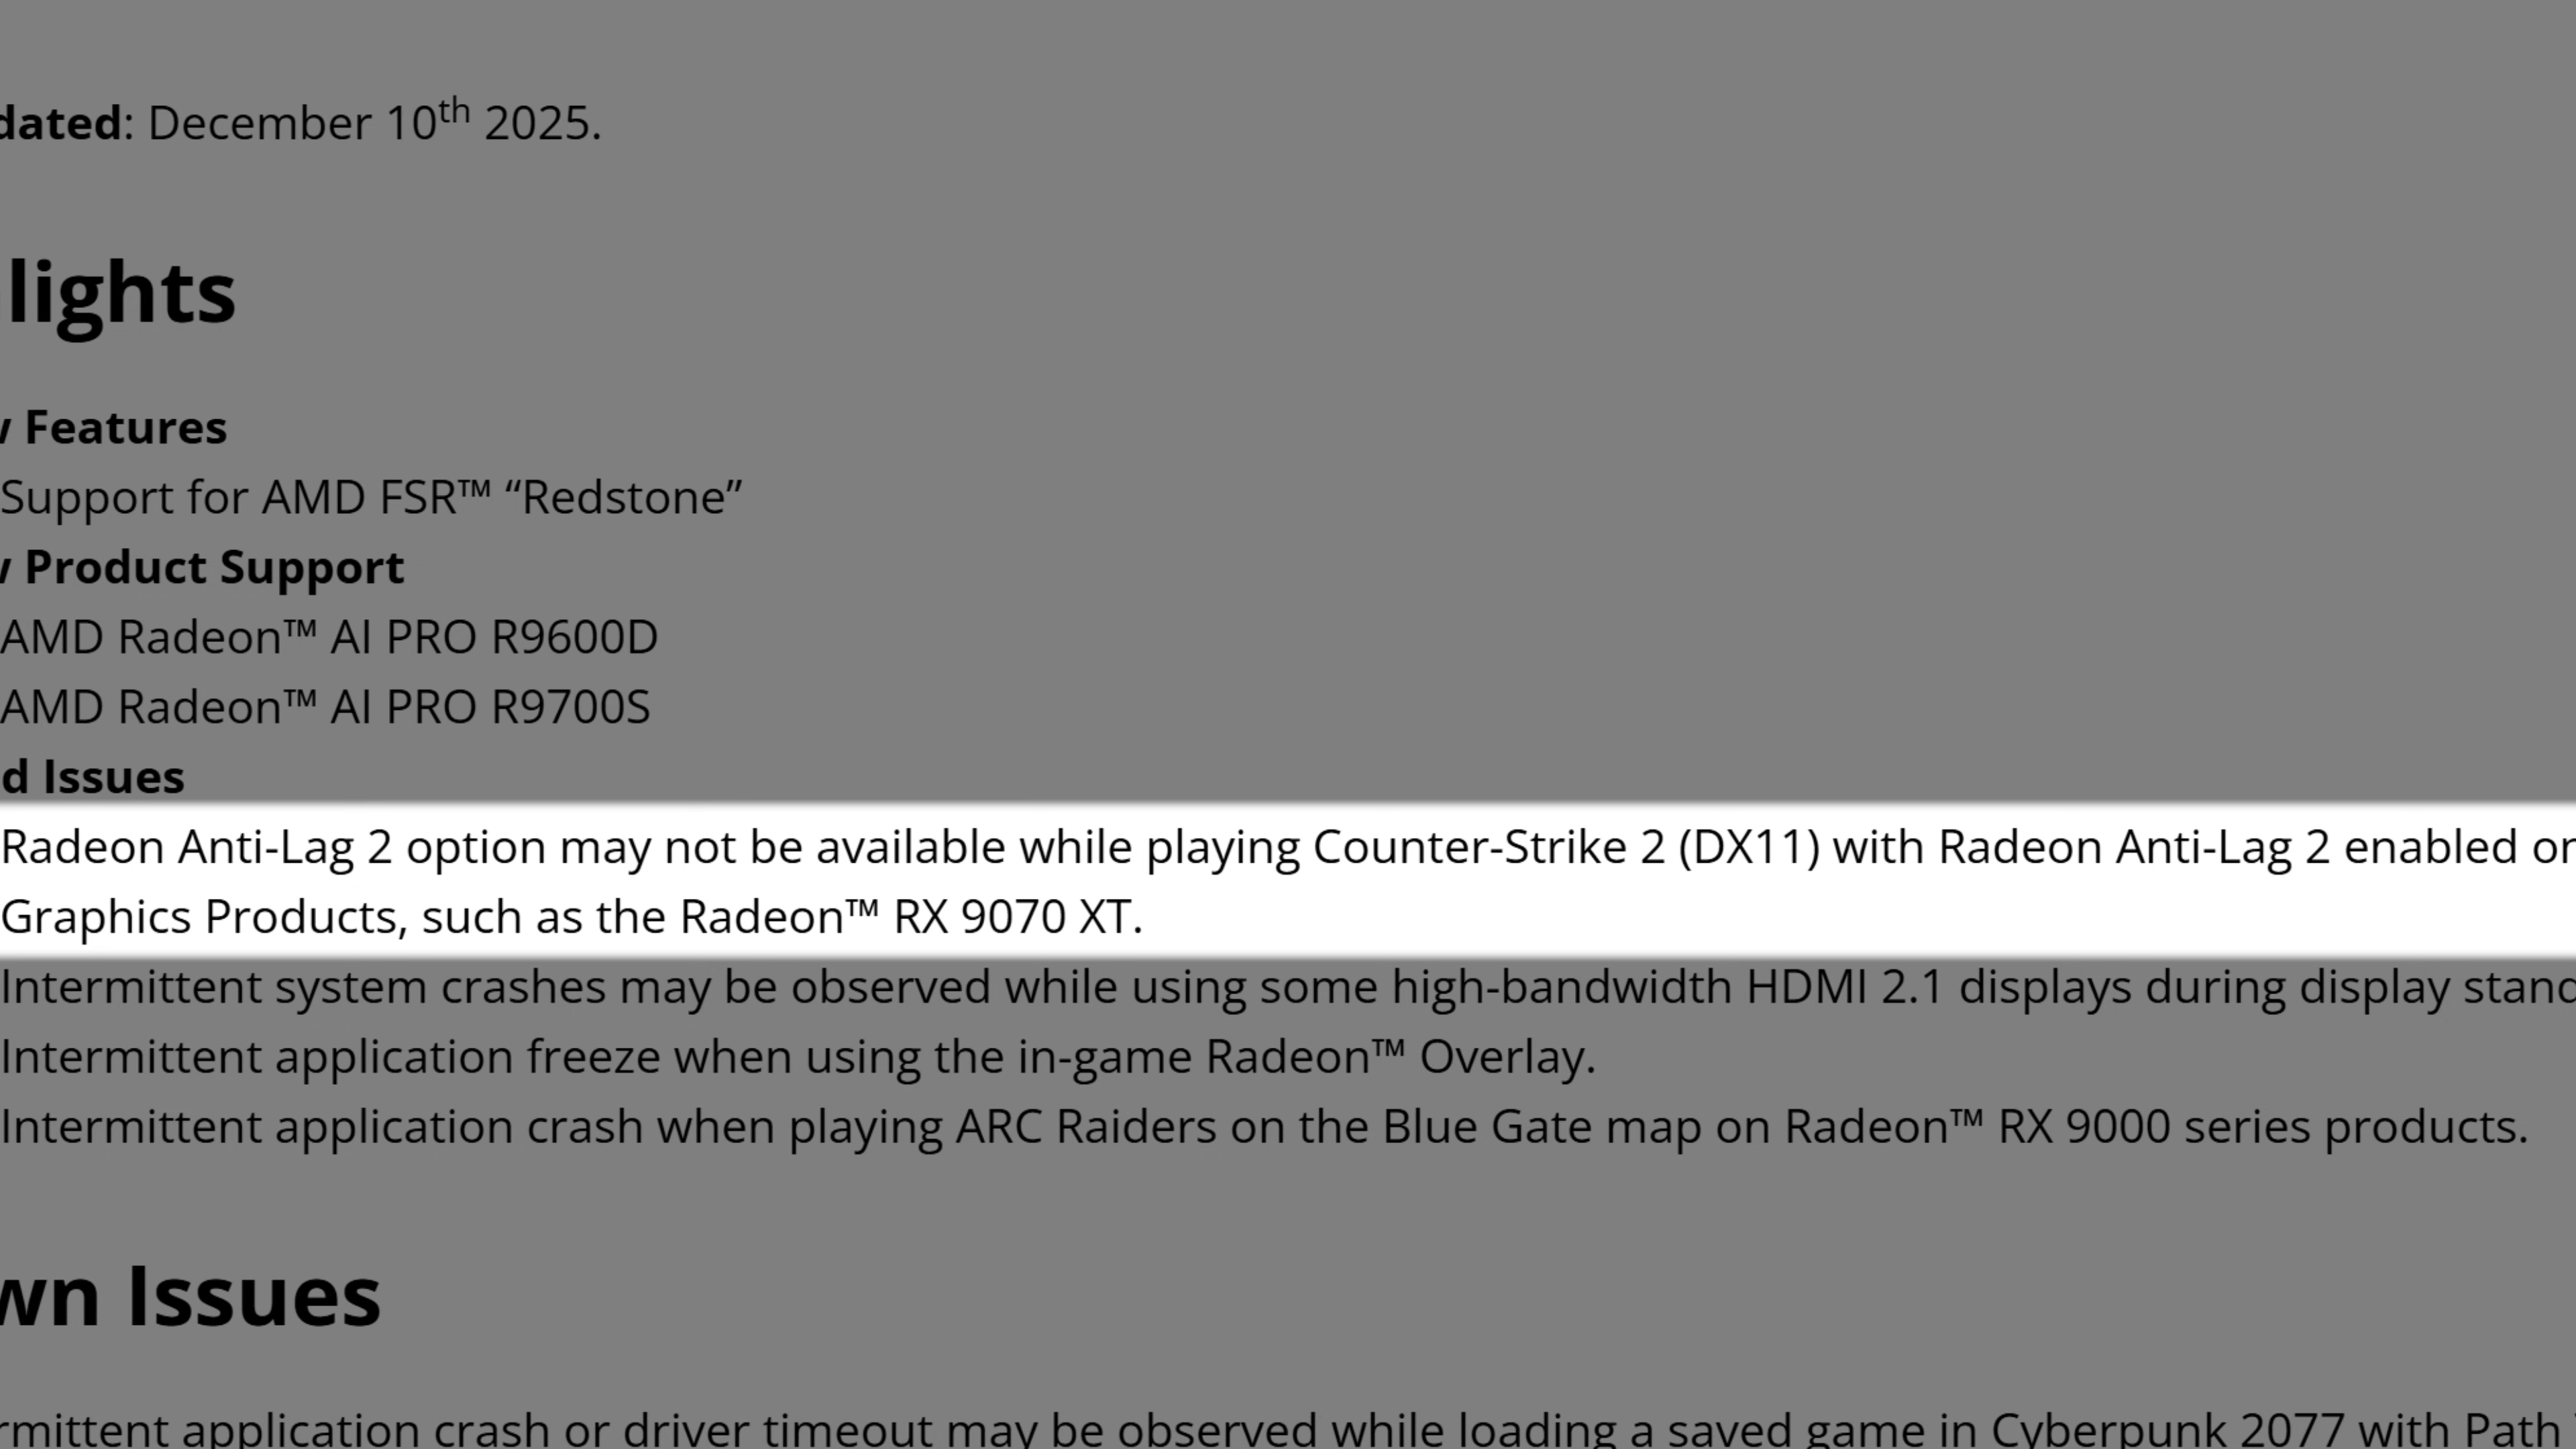 dated: December 10th 2025.
lights
Features
Support for AMD FSR™ “Redstone”
Product Support
AMD Radeon™ AI PRO R9600D
AMD Radeon™ AI PRO R9700S
d Issues
Radeon Anti-Lag 2 option may not be available while playing Counter-Strike 2 (DX11) with Radeon Anti-Lag 2 enabled
Graphics Products, such as the Radeon™ RX 9070 XT.
Intermittent system crashes may be observed while using some high-bandwidth HDMI 2.1 displays during display stand
Intermittent application freeze when using the in-game Radeon™ Overlay.
Intermittent application crash when playing ARC Raiders on the Blue Gate map on Radeon™ RX 9000 series products.
wn Issues
rmittent application crash or driver timeout may be observed while loading a saved game in Cyberpunk 2077 with Path